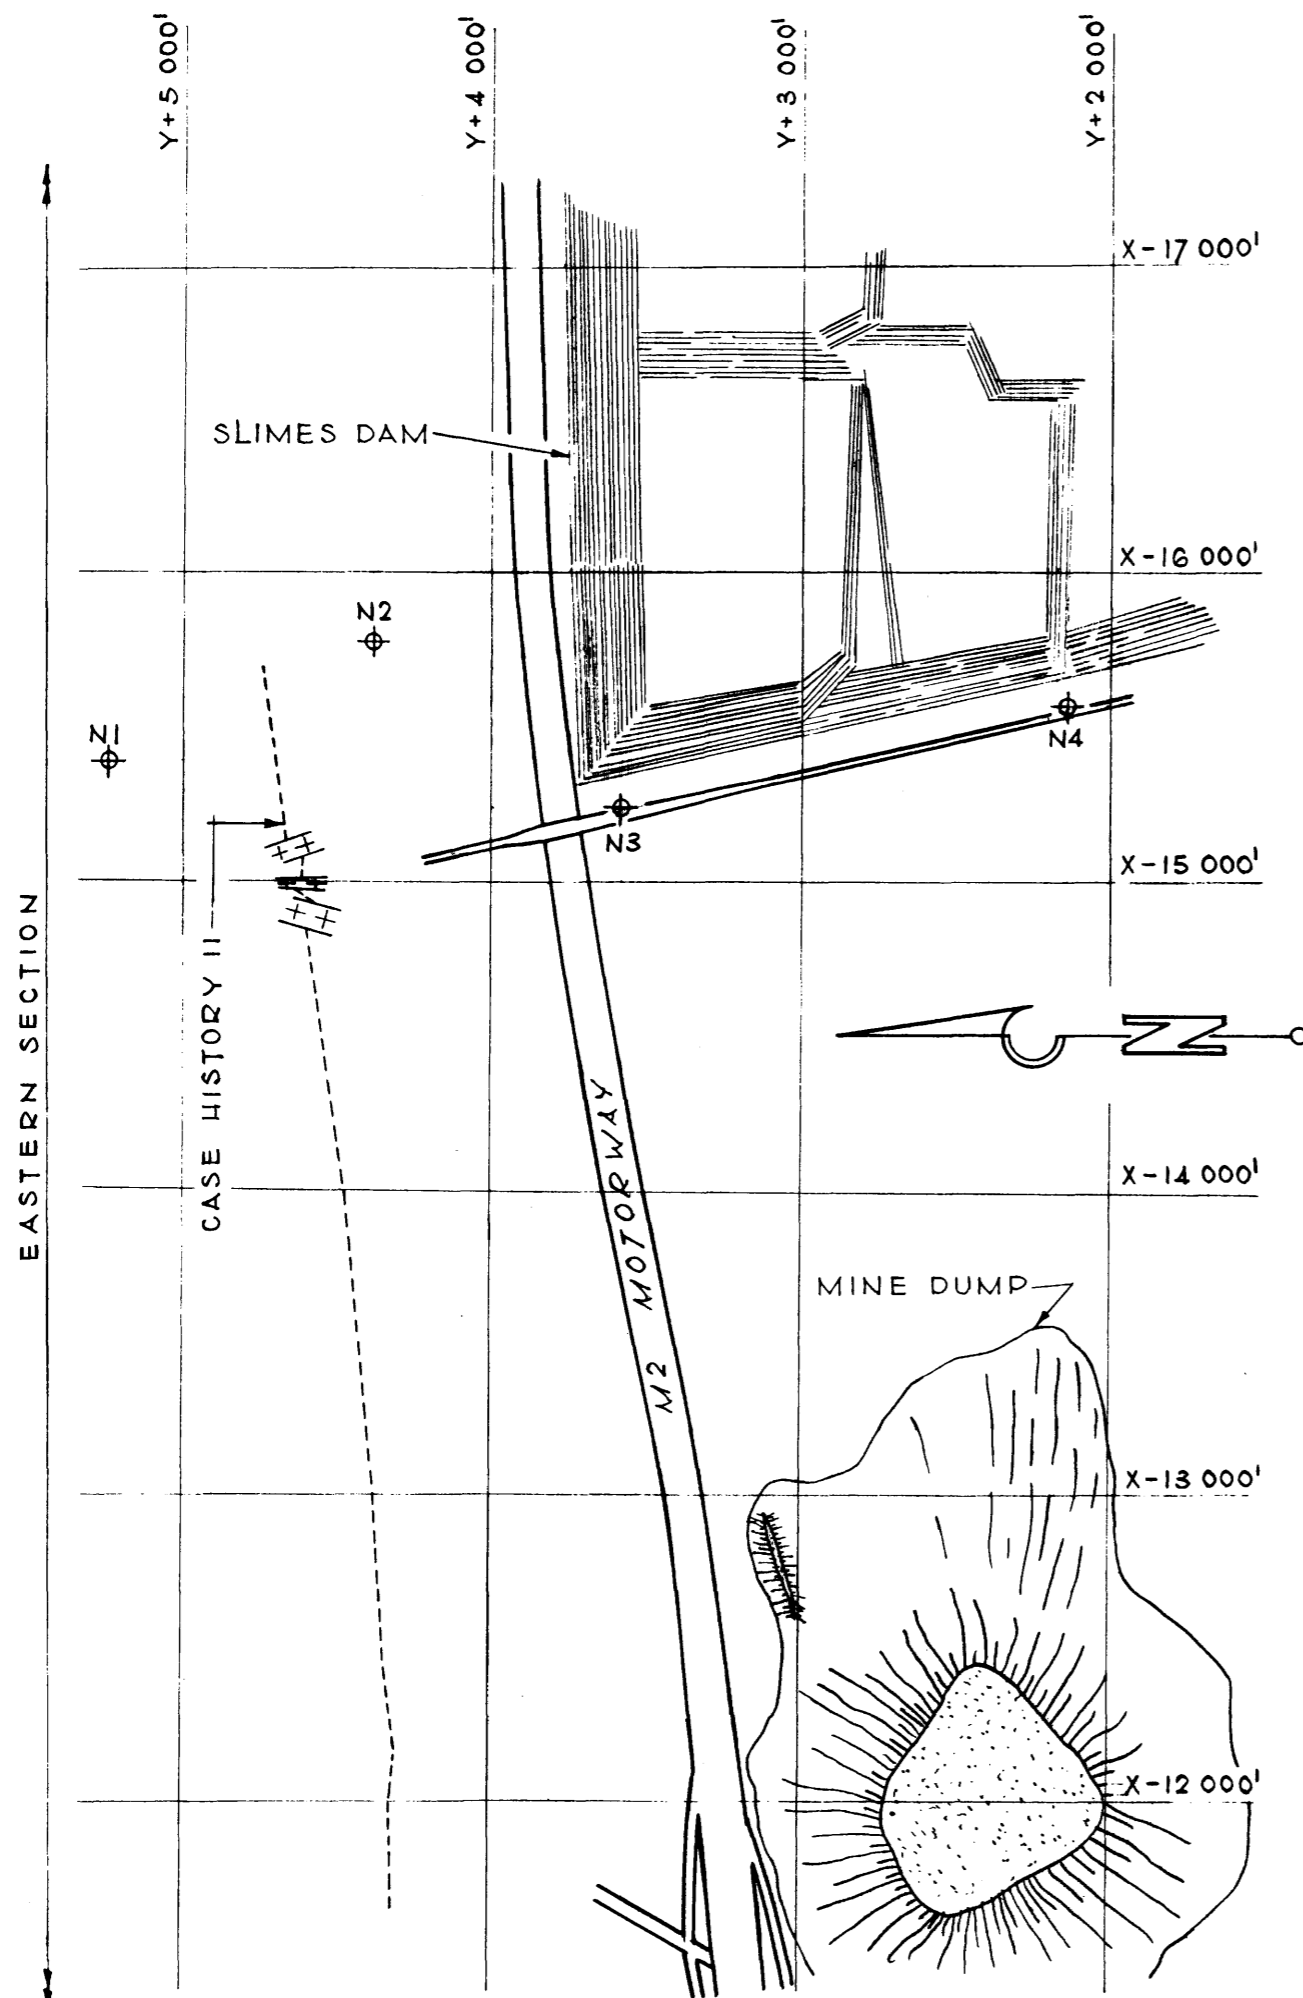 Y+5 000'
Y+4 000'
Y+3 000'
Y+2 000'
X-17 000'
SLIMES DAM
X-16 000'
N2
N1
N4
N3
X-15 000'
EASTERN SECTION
CASE HISTORY II
N
M2 MOTORWAY
X-14 000'
MINE DUMP
X-13 000'
X-12 000'